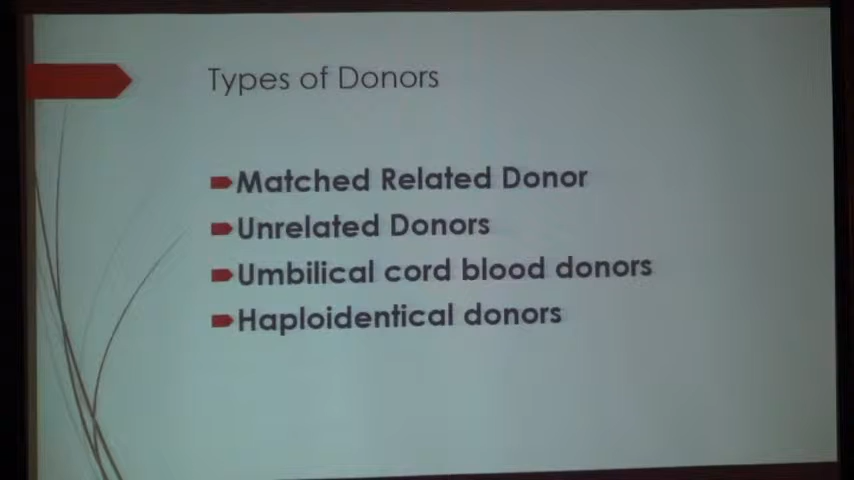 Types of Donors
Matched Related Donor
Unrelated Donors
Umbilical cord blood donors
Haploidentical donors